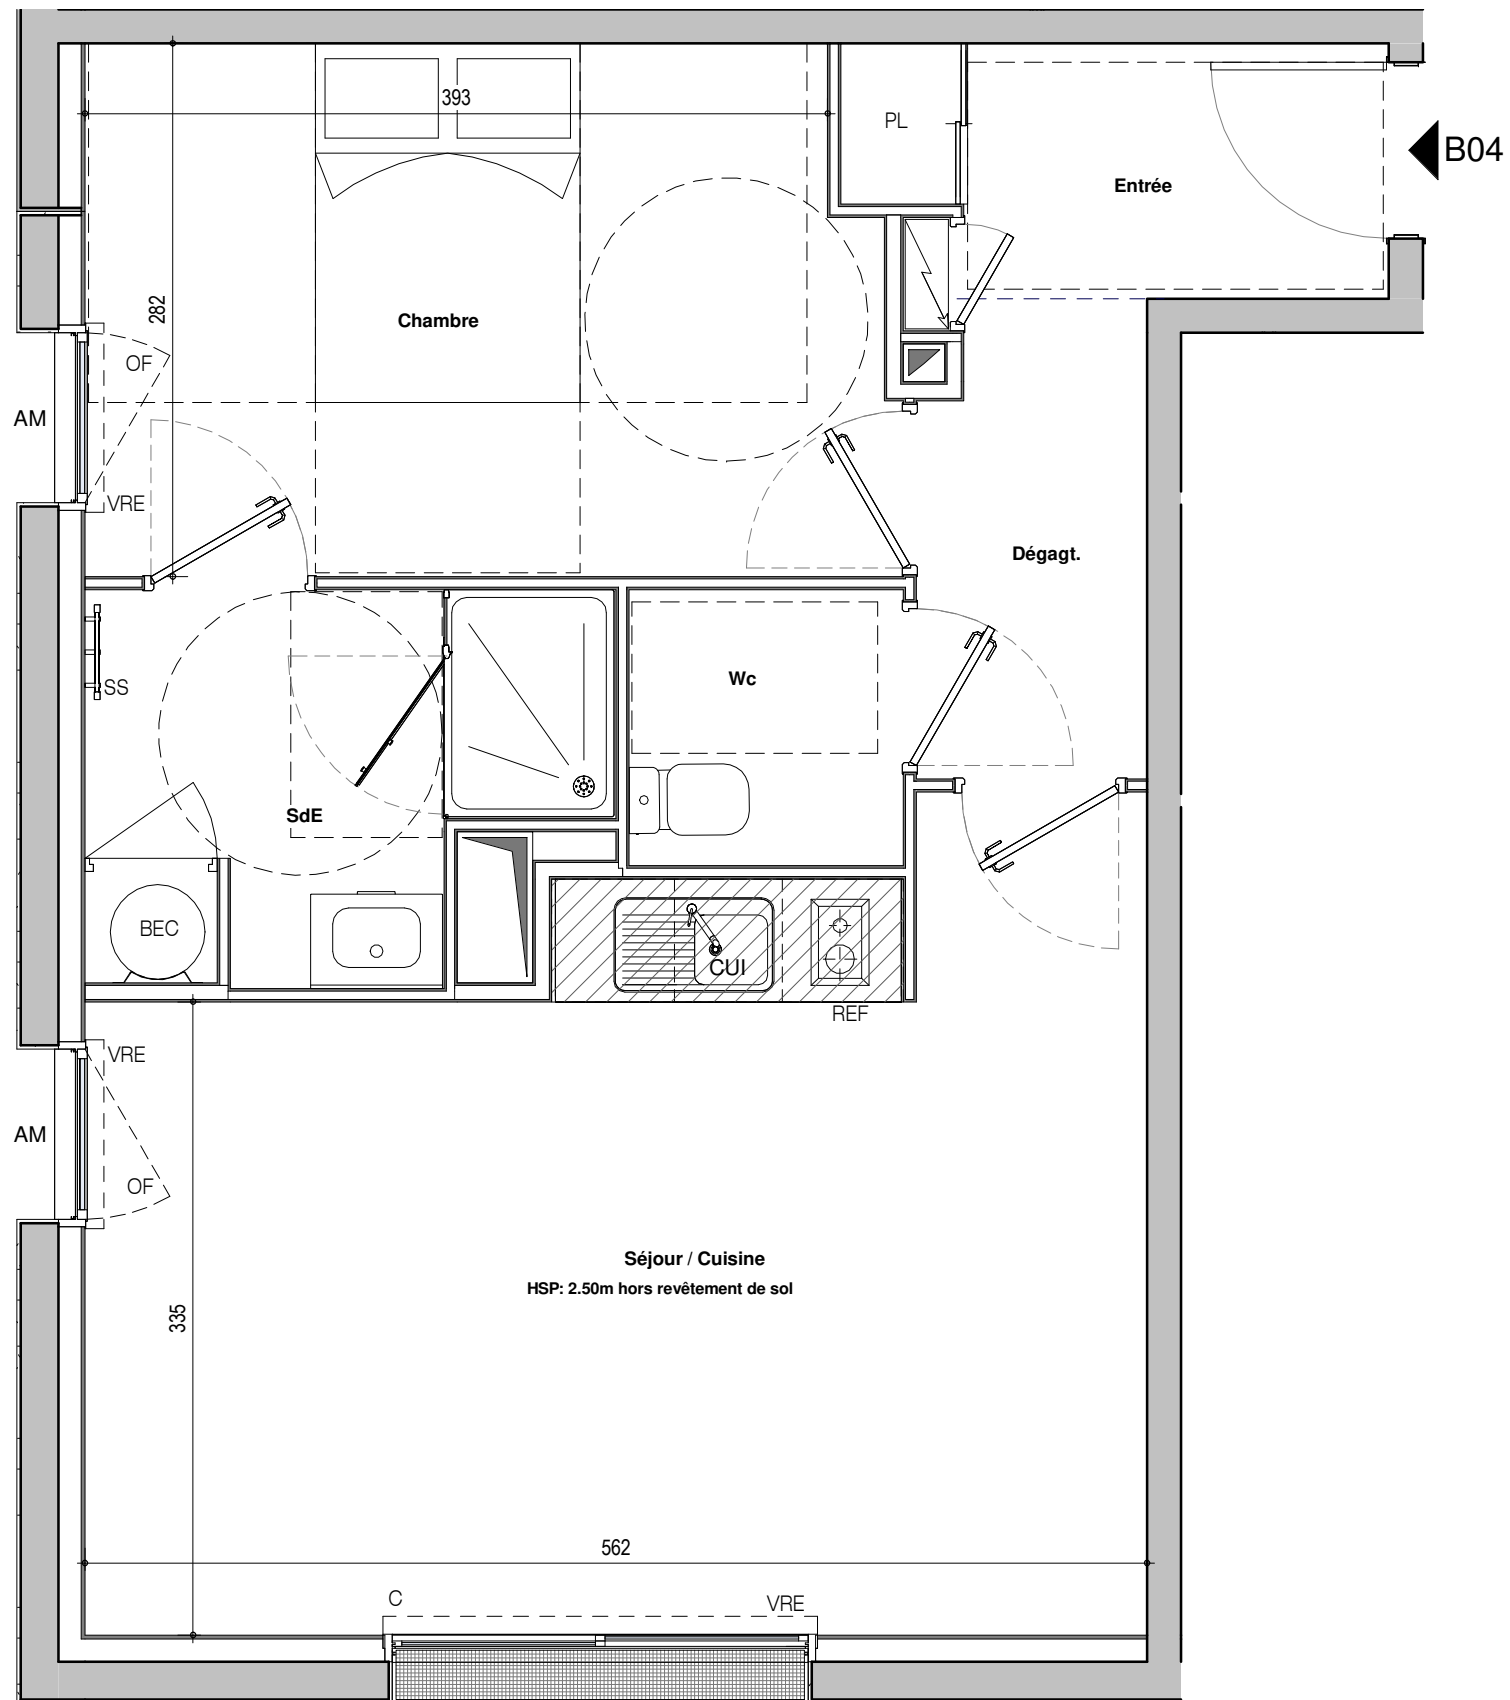 393
PL
B04
Entrée
282
Chambre
OF
AM
VRE
Dégagt.
SS
Wc
SdE
BEC
CUI
REF
VRE
AM
OF
Séjour / Cuisine
HSP: 2.50m hors revêtement de sol
335
562
C
VRE